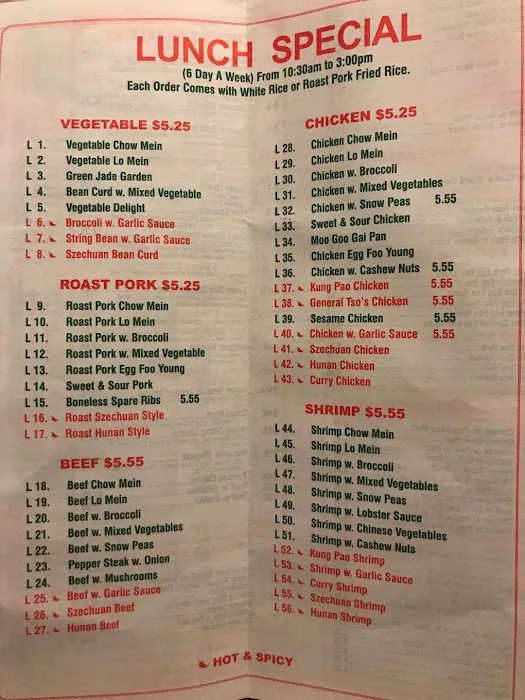 LUNCH SPECIAL
(6 Day A Week) From 10:30am to 3:00pm
Each Order Comes with White Rice or Roast Pork Fried Rice.
VEGETABLE $5.25
L 1. Vegetable Chow Mein
L 2. Vegetable Lo Mein
L 3. Green Jade Garden
L 4. Bean Curd w. Mixed Vegetable
L 5. Vegetable Delight
L 6. Broccoli w. Garlic Sauce
L 7. String Bean w. Garlic Sauce
L 8. Szechuan Bean Curd
ROAST PORK $5.25
L 9. Roast Pork Chow Mein
L 10. Roast Pork Lo Mein
L 11. Roast Pork w. Broccoli
L 12. Roast Pork w. Mixed Vegetable
L 13. Roast Pork Egg Foo Young
L 14. Sweet & Sour Pork
L 15. Boneless Spare Ribs 5.55
L 16. Roast Szechuan Style
L 17. Roast Hunan Style
BEEF $5.55
L 18. Beef Chow Mein
L 19. Beef Lo Mein
L 20. Beef w. Broccoli
L 21. Beef w. Mixed Vegetables
L 22. Beef w. Snow Peas
L 23. Pepper Steak w. Onion
L 24. Beef w. Mushrooms
L 25. Beef w. Garlic Sauce
L 26. Szechuan Beef
L 27. Hunan Beef
CHICKEN $5.25
L 28. Chicken Chow Mein
L 29. Chicken Lo Mein
L 30. Chicken w. Broccoli
L 31. Chicken w. Mixed Vegetables
L 32. Chicken w. Snow Peas 5.55
L 33. Sweet & Sour Chicken
L 34. Moo Goo Gai Pan
L 35. Chicken Egg Foo Young
L 36. Chicken w. Cashew Nuts 5.55
L 37. Kung Pao Chicken 5.55
L 38. General Tso's Chicken 5.55
L 39. Sesame Chicken 5.55
L 40. Chicken w. Garlic Sauce 5.55
L 41. Szechuan Chicken
L 42. Hunan Chicken
L 43. Curry Chicken
SHRIMP $5.55
L 44. Shrimp Chow Mein
L 45. Shrimp Lo Mein
L 46. Shrimp w. Broccoli
L 47. Shrimp w. Mixed Vegetables
L 48. Shrimp w. Snow Peas
L 49. Shrimp w. Lobster Sauce
L 50. Shrimp w. Chinese Vegetables
L 51. Shrimp w. Cashew Nuts
L 52. Kung Pao Shrimp
L 53. Shrimp w. Garlic Sauce
L 54. Curry Shrimp
L 55. Szechuan Shrimp
L 56. Hunan Shrimp
HOT & SPICY